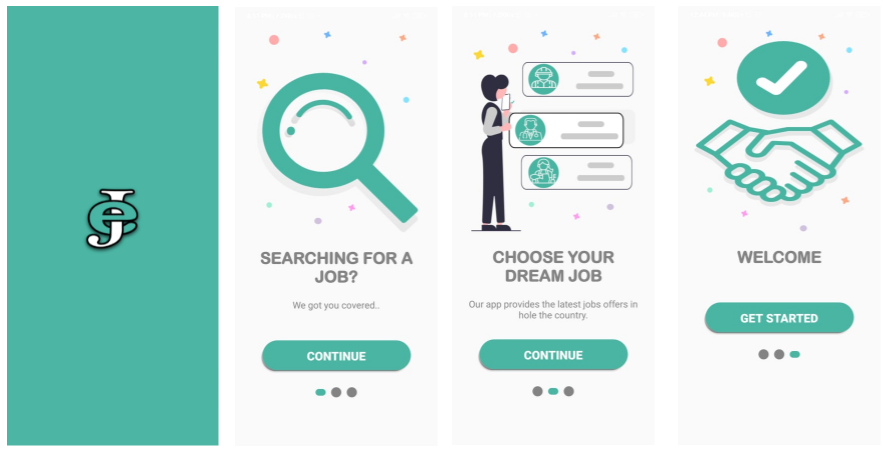 Je
SEARCHING FOR A
JOB?
We got you covered..
CONTINUE
CHOOSE YOUR
DREAM JOB
Our app provides the latest jobs offers in
hole the country.
CONTINUE
WELCOME
GET STARTED